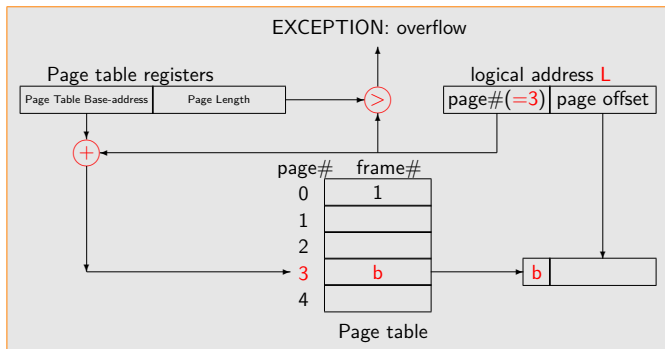 EXCEPTION: overflow
Page table registers
logical address L
Page Table Base-address
Page Length
>
page#(=3)
page offset
+
page#
frame#
0
1
1
2
3
b
b
4
Page table